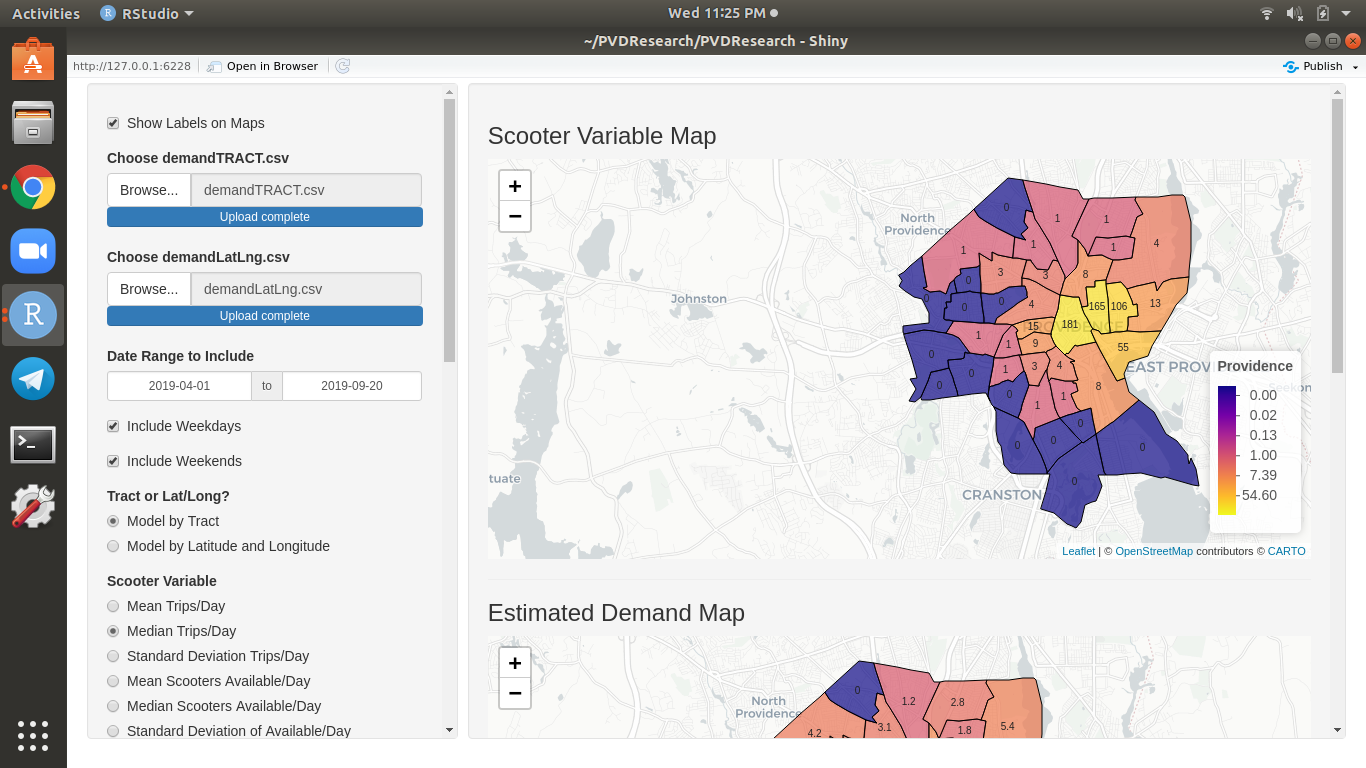 Activities
RStudio
Wed 11:25 PM
~/PVDResearch/PVDResearch - Shiny
http://127.0.0.1:6228
Open in Browser
Publish
Show Labels on Maps
Choose demandTRACT.csv
Browse... demandTRACT.csv
Upload complete
Choose demandLatLng.csv
Browse... demandLatLng.csv
Upload complete
Date Range to Include
2019-04-01 to 2019-09-20
Include Weekdays
Include Weekends
Tract or Lat/Long?
Model by Tract
Model by Latitude and Longitude
Scooter Variable
Mean Trips/Day
Median Trips/Day
Standard Deviation Trips/Day
Mean Scooters Available/Day
Median Scooters Available/Day
Standard Deviation of Available/Day
Scooter Variable Map
+
−
North
Providence
Johnston
PROVIDENCE
EAST PROVI
Seekon
CRANSTON
tuate
0
1
1
1
1
4
1
3
3
8
0
0
0
0
4
165
106
13
15
181
1
1
9
55
0
0
0
1
3
4
8
0
1
1
0
0
0
0
0
Providence
0.00
0.02
0.13
1.00
7.39
54.60
Leaflet | © OpenStreetMap contributors © CARTO
Estimated Demand Map
+
−
North
Providence
0
1.2
2.8
4.2
3.1
1.8
5.4